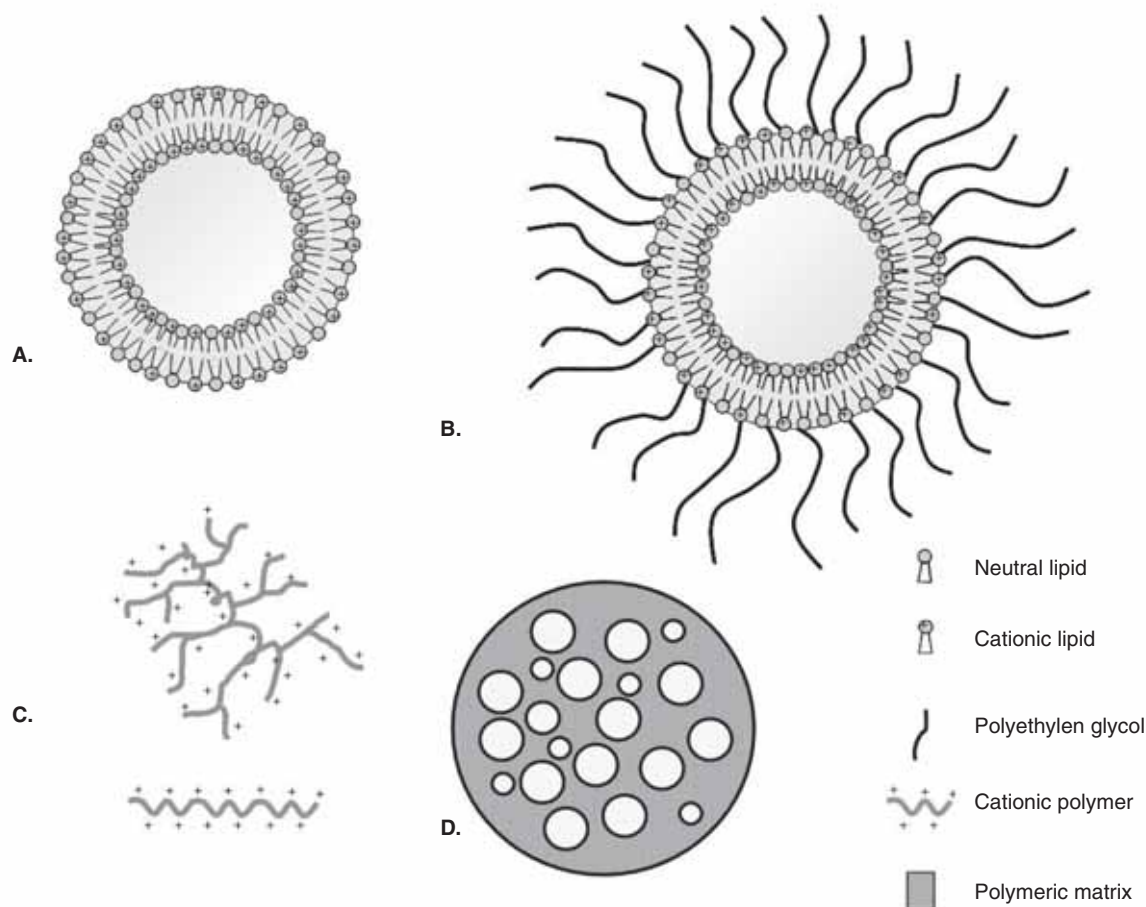 A.
B.
C.
D.
Neutral lipid
Cationic lipid
Polyethylen glycol
Cationic polymer
Polymeric matrix